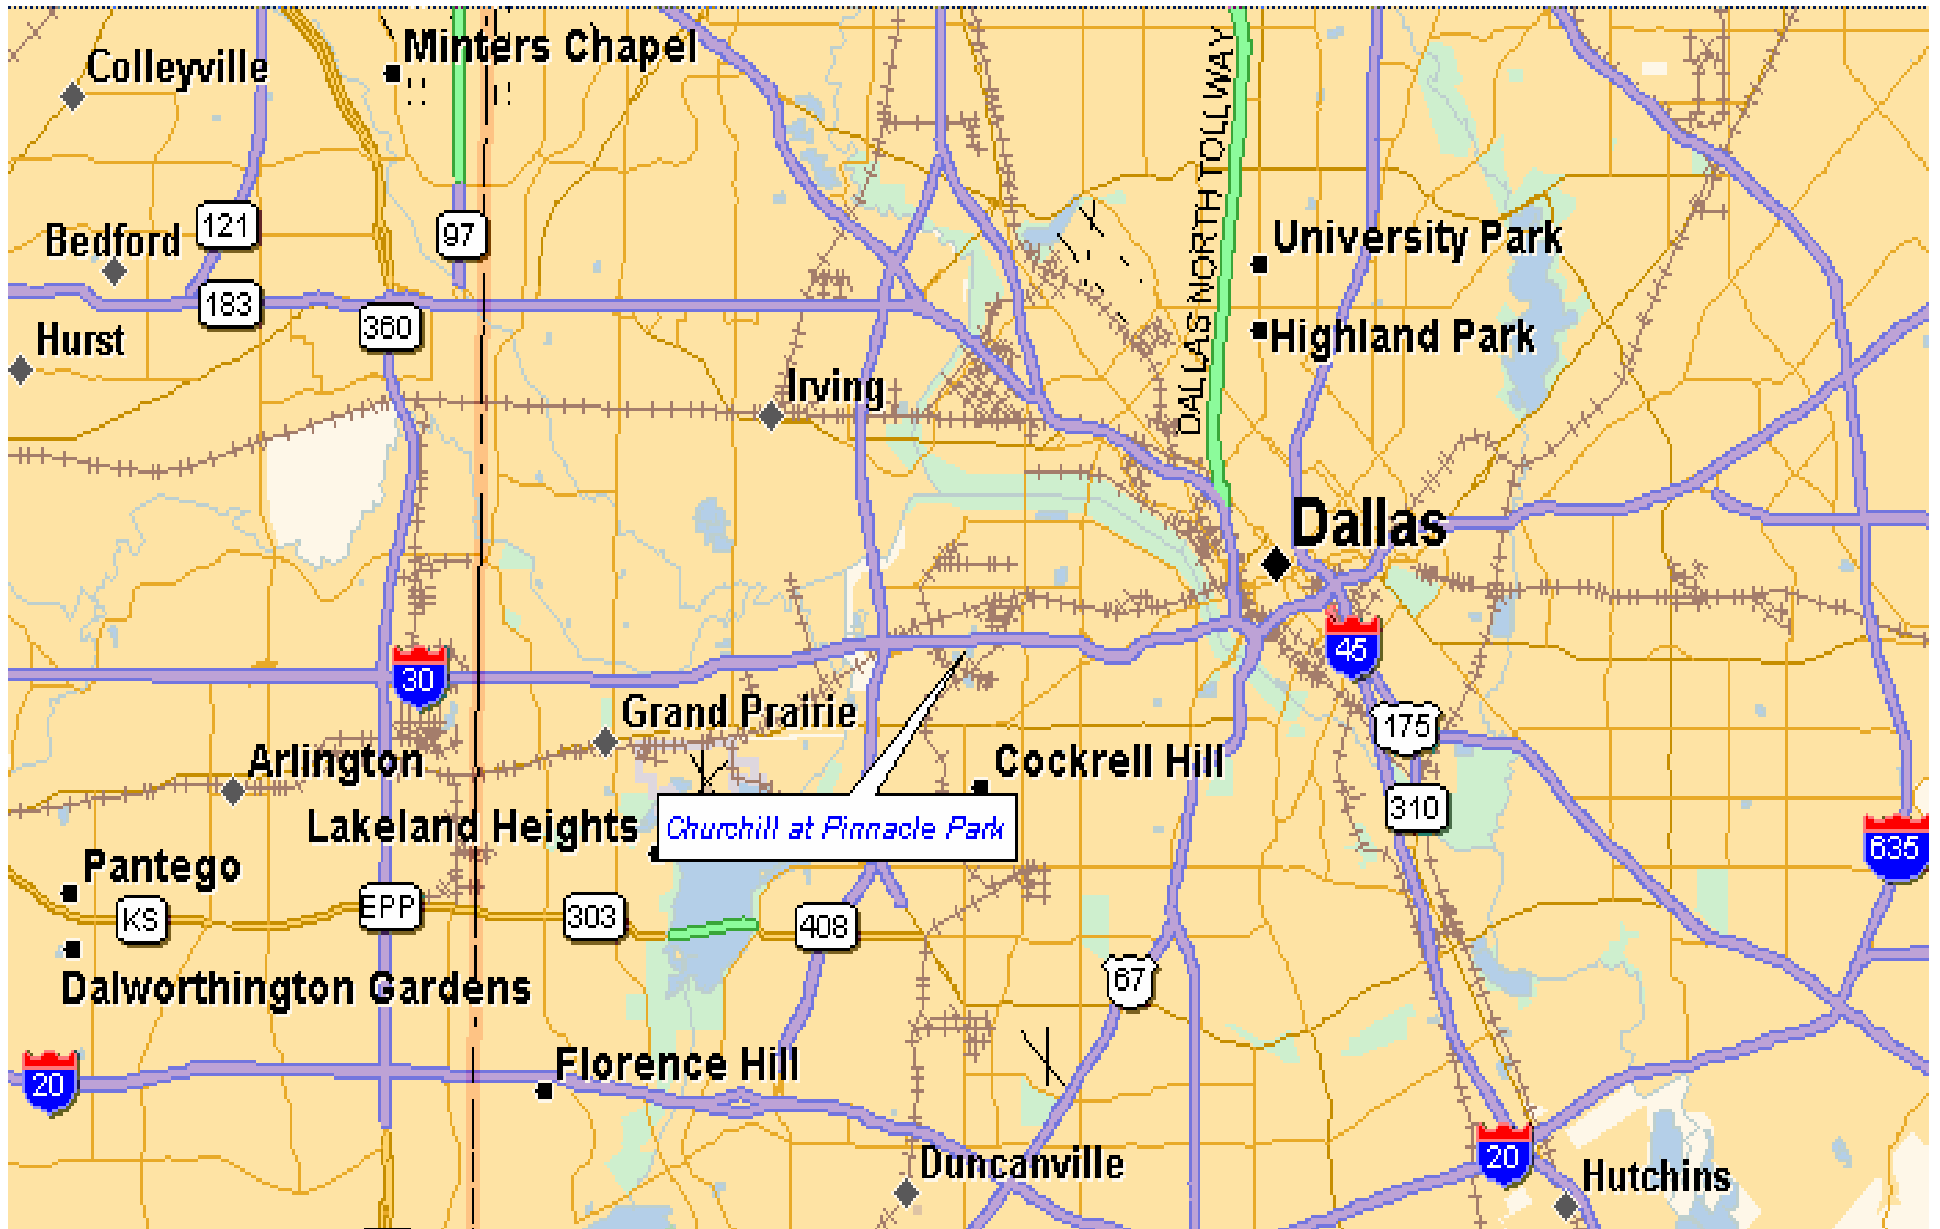 Minters Chapel
Colleyville
DALLAS NORTH TOLLWAY
121
97
University Park
Bedford
183
360
Highland Park
Hurst
Irving
Dallas
45
30
Grand Prairie
175
Arlington
Cockrell Hill
310
Lakeland Heights
Churchill at Pinnacle Park
635
Pantego
KS
EPP
303
408
67
Dalworthington Gardens
Florence Hill
20
20
Duncanville
Hutchins